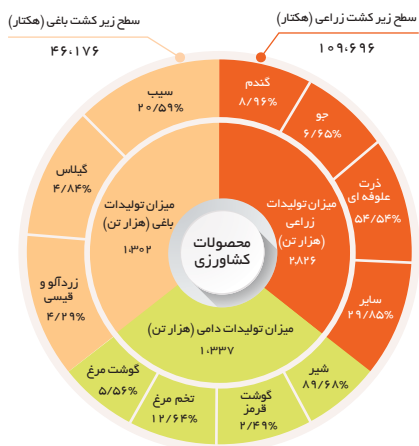 سطح زیر کشت زراعی (هکتار)
۱۰۹،۶۹۶
سطح زیر کشت باغی (هکتار)
۴۶،۱۷۶
گندم
۸/۹۶%
جو
۶/۶۵%
ذرت
علوفه ای
۵۴/۵۴%
سایر
۲۹/۸۵%
میزان تولیدات
زراعی
(هزار تن)
۲،۸۲۶
سیب
۲۰/۵۹%
گیلاس
۴/۸۴%
زردآلو و
قیسی
۴/۲۹%
میزان تولیدات
باغی (هزار تن)
۱،۳۰۲
محصولات
کشاورزی
میزان تولیدات دامی (هزار تن)
۱،۳۳۷
شیر
۸۹/۶۸%
گوشت
قرمز
۲/۴۹%
تخم مرغ
۱۲/۶۴%
گوشت مرغ
۵/۵۶%